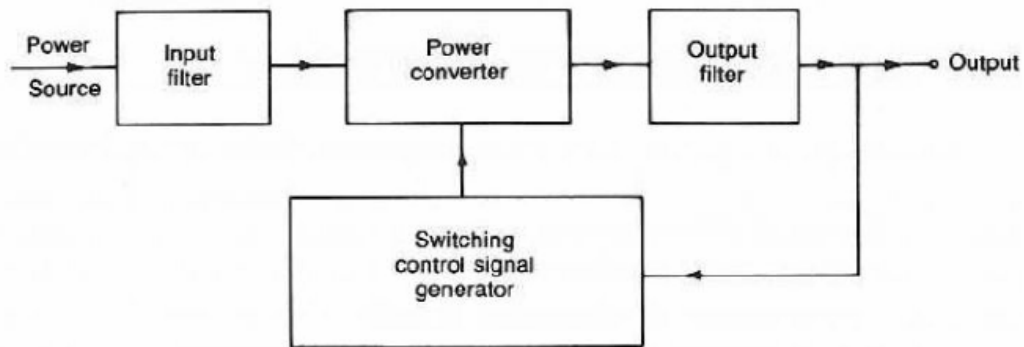 Power
Source
Input
filter
Power
converter
Output
filter
Output
Switching
control signal
generator